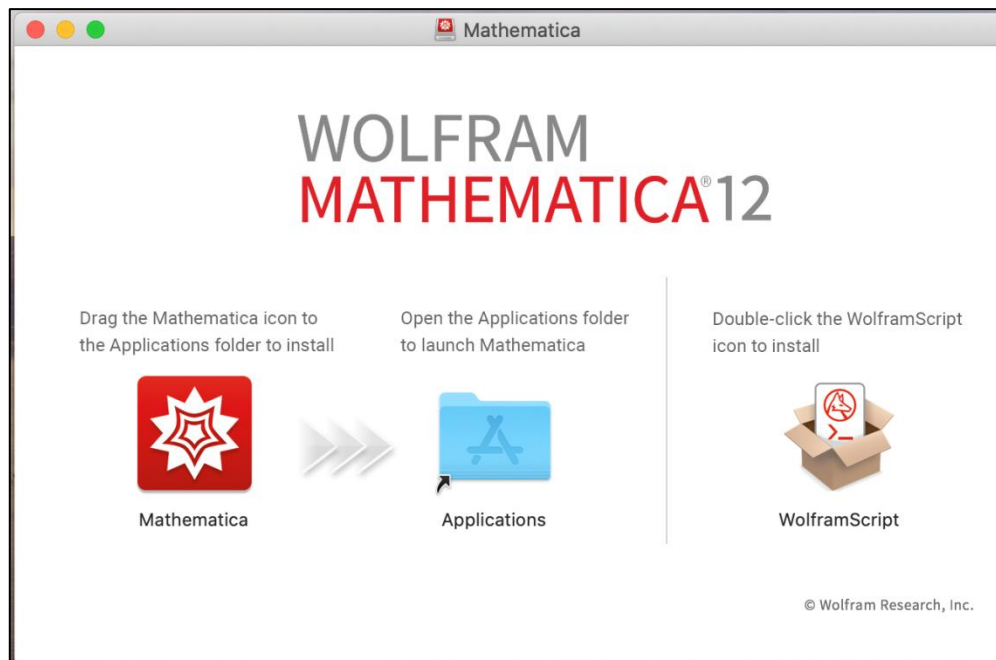 Mathematica
WOLFRAM
MATHEMATICA®12
Drag the Mathematica icon to
the Applications folder to install
Mathematica
Open the Applications folder
to launch Mathematica
Applications
Double-click the WolframScript
icon to install
WolframScript
© Wolfram Research, Inc.